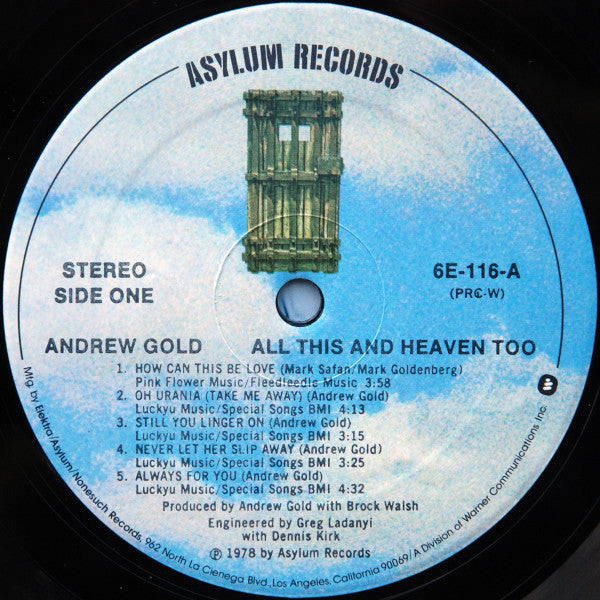 ASYLUM RECORDS
STEREO
SIDE ONE
6E-116-A
(PRC-W)
ANDREW GOLD ALL THIS AND HEAVEN TOO
1. HOW CAN THIS BE LOVE (Mark Safan/Mark Goldenberg)
Pink Flower Music/Fleedleedle Music 3:58
2. OH URANIA (TAKE ME AWAY) (Andrew Gold)
Luckyu Music/Special Songs BMI 4:13
3. STILL YOU LINGER ON (Andrew Gold)
Luckyu Music/Special Songs BMI 3:15
4. NEVER LET HER SLIP AWAY (Andrew Gold)
Luckyu Music/Special Songs BMI 3:25
5. ALWAYS FOR YOU (Andrew Gold)
Luckyu Music/Special Songs BMI 4:32
Produced by Andrew Gold with Brock Walsh
Engineered by Greg Ladanyi
with Dennis Kirk
℗ 1978 by Asylum Records
Mfg. by Elektra/Asylum/Nonesuch Records, 962 North La Cienega Blvd., Los Angeles, California 90069/A Division of Warner Communications Inc.